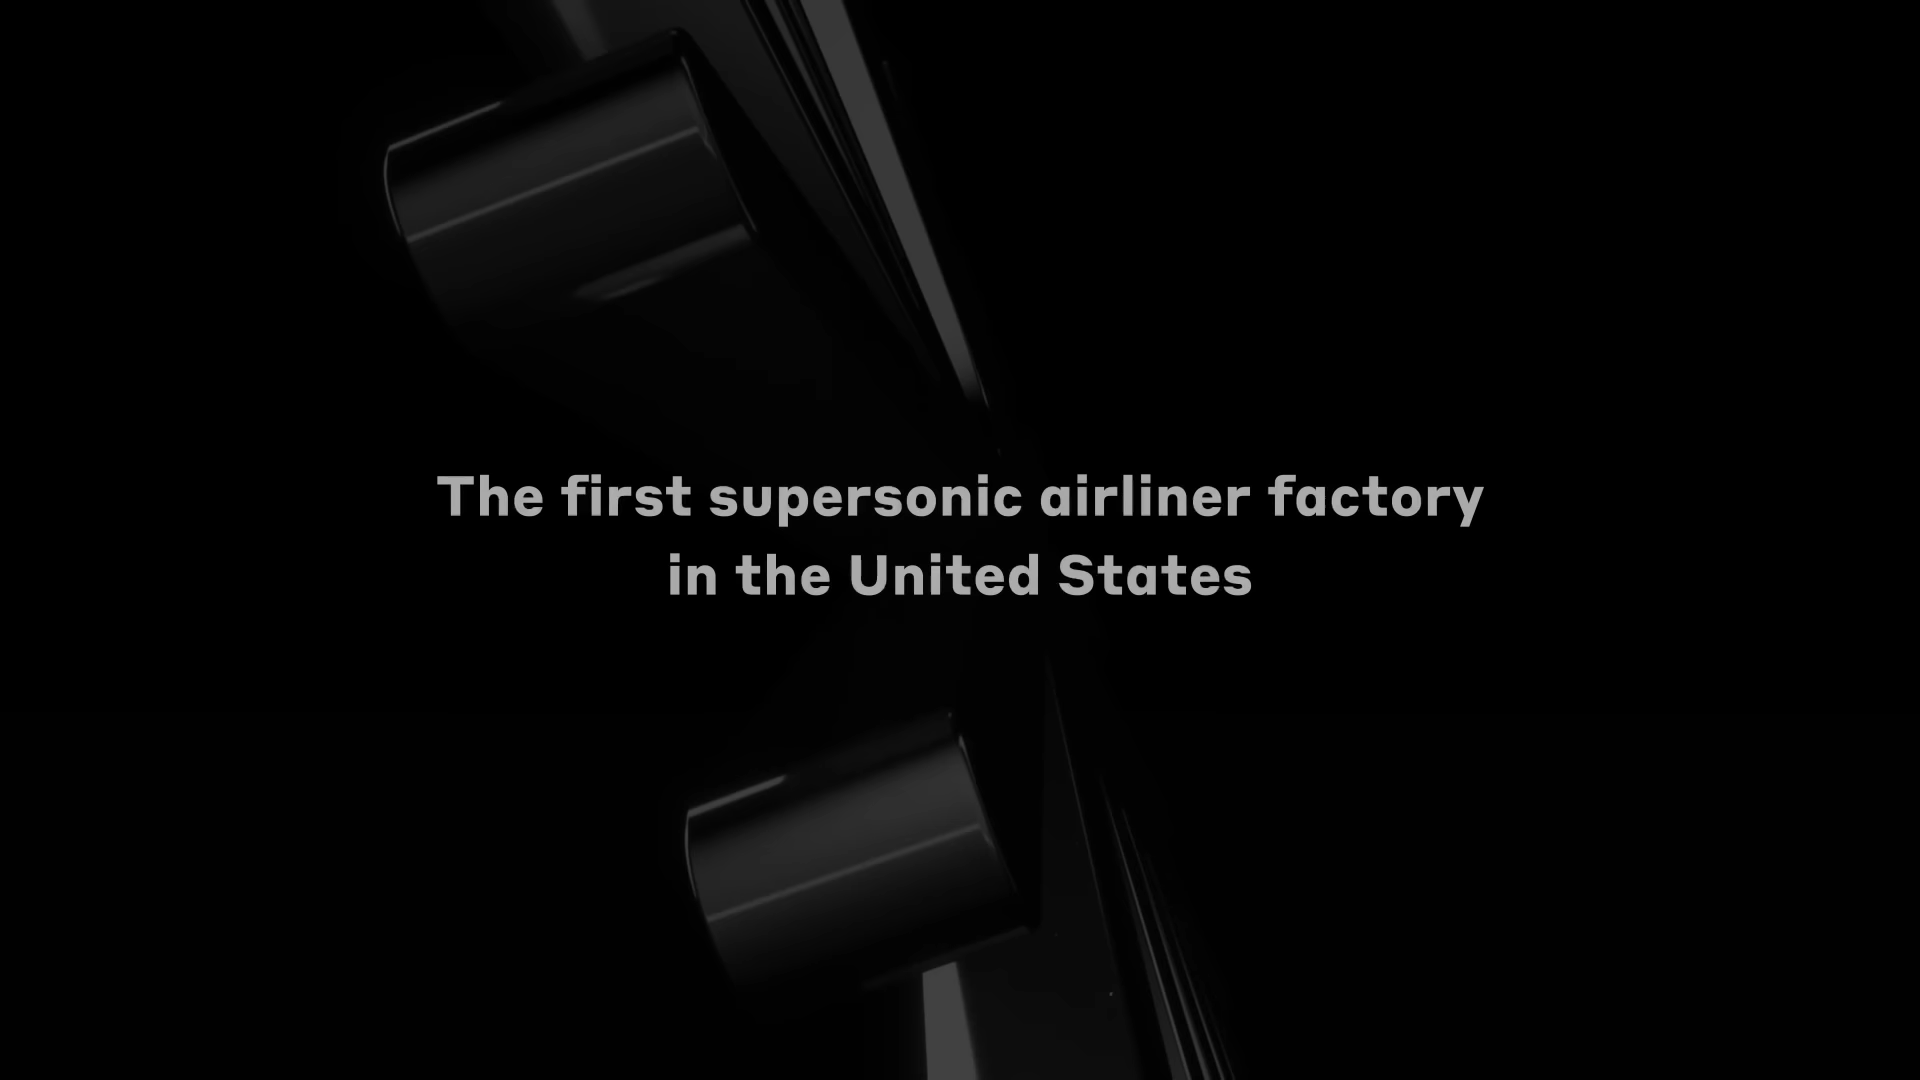 The first supersonic airliner factory
in the United States